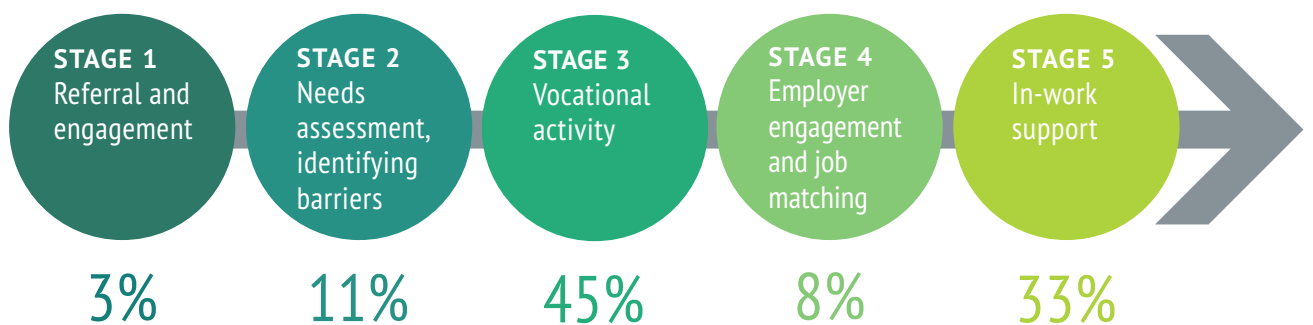 STAGE 1
Referral and
engagement
STAGE 2
Needs
assessment,
identifying
barriers
STAGE 3
Vocational
activity
STAGE 4
Employer
engagement
and job
matching
STAGE 5
In-work
support
3%
11%
45%
8%
33%